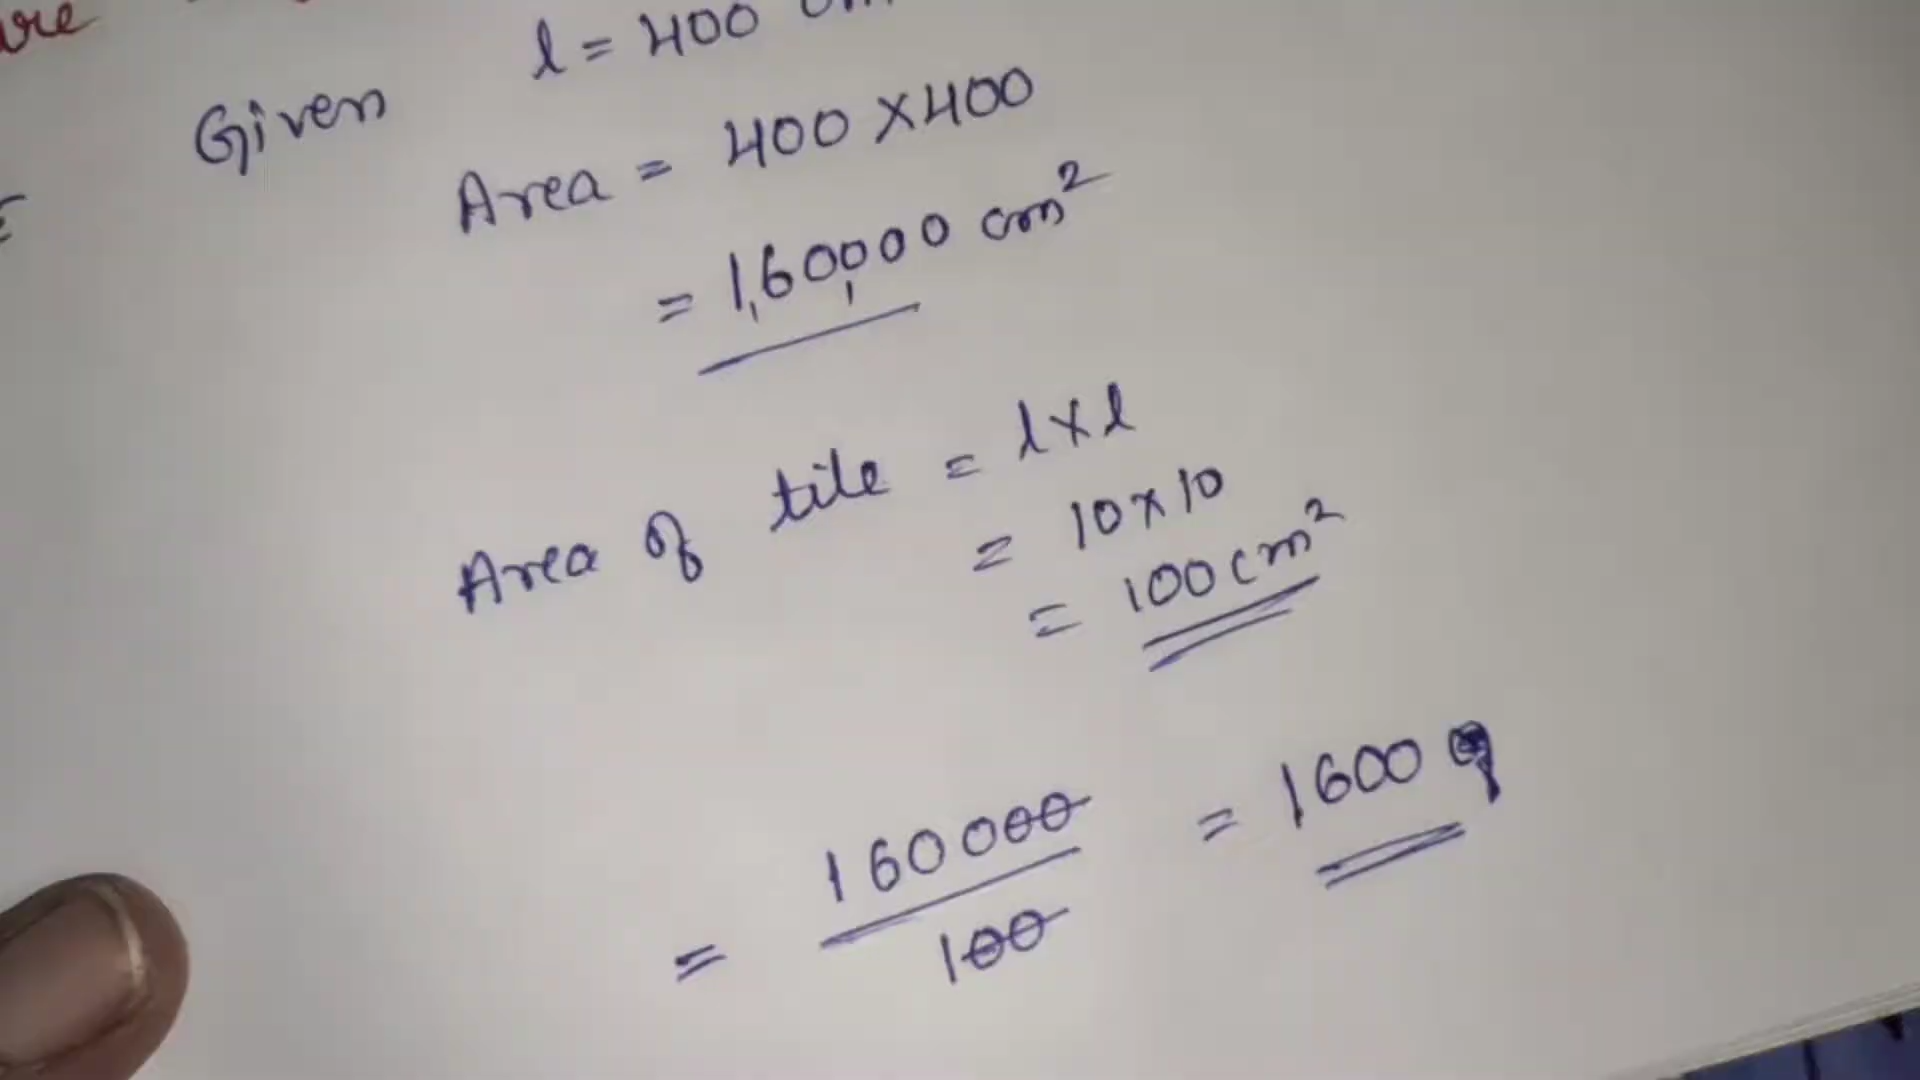 Given l = 400 cm
Area = 400 × 400
= 1,60,000 cm²
Area of tile = l × l
= 10 × 10
= 100 cm²
= 160000 / 100 = 1600